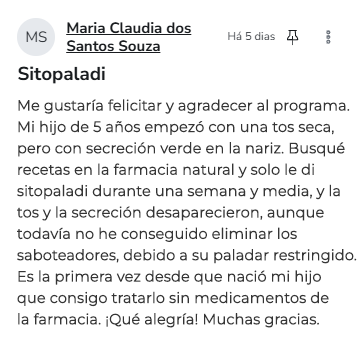 MS
Maria Claudia dos
Santos Souza
Há 5 dias
Sitopaladi
Me gustaría felicitar y agradecer al programa.
Mi hijo de 5 años empezó con una tos seca,
pero con secreción verde en la nariz. Busqué
recetas en la farmacia natural y solo le di
sitopaladi durante una semana y media, y la
tos y la secreción desaparecieron, aunque
todavía no he conseguido eliminar los
saboteadores, debido a su paladar restringido.
Es la primera vez desde que nació mi hijo
que consigo tratarlo sin medicamentos de
la farmacia. ¡Qué alegría! Muchas gracias.